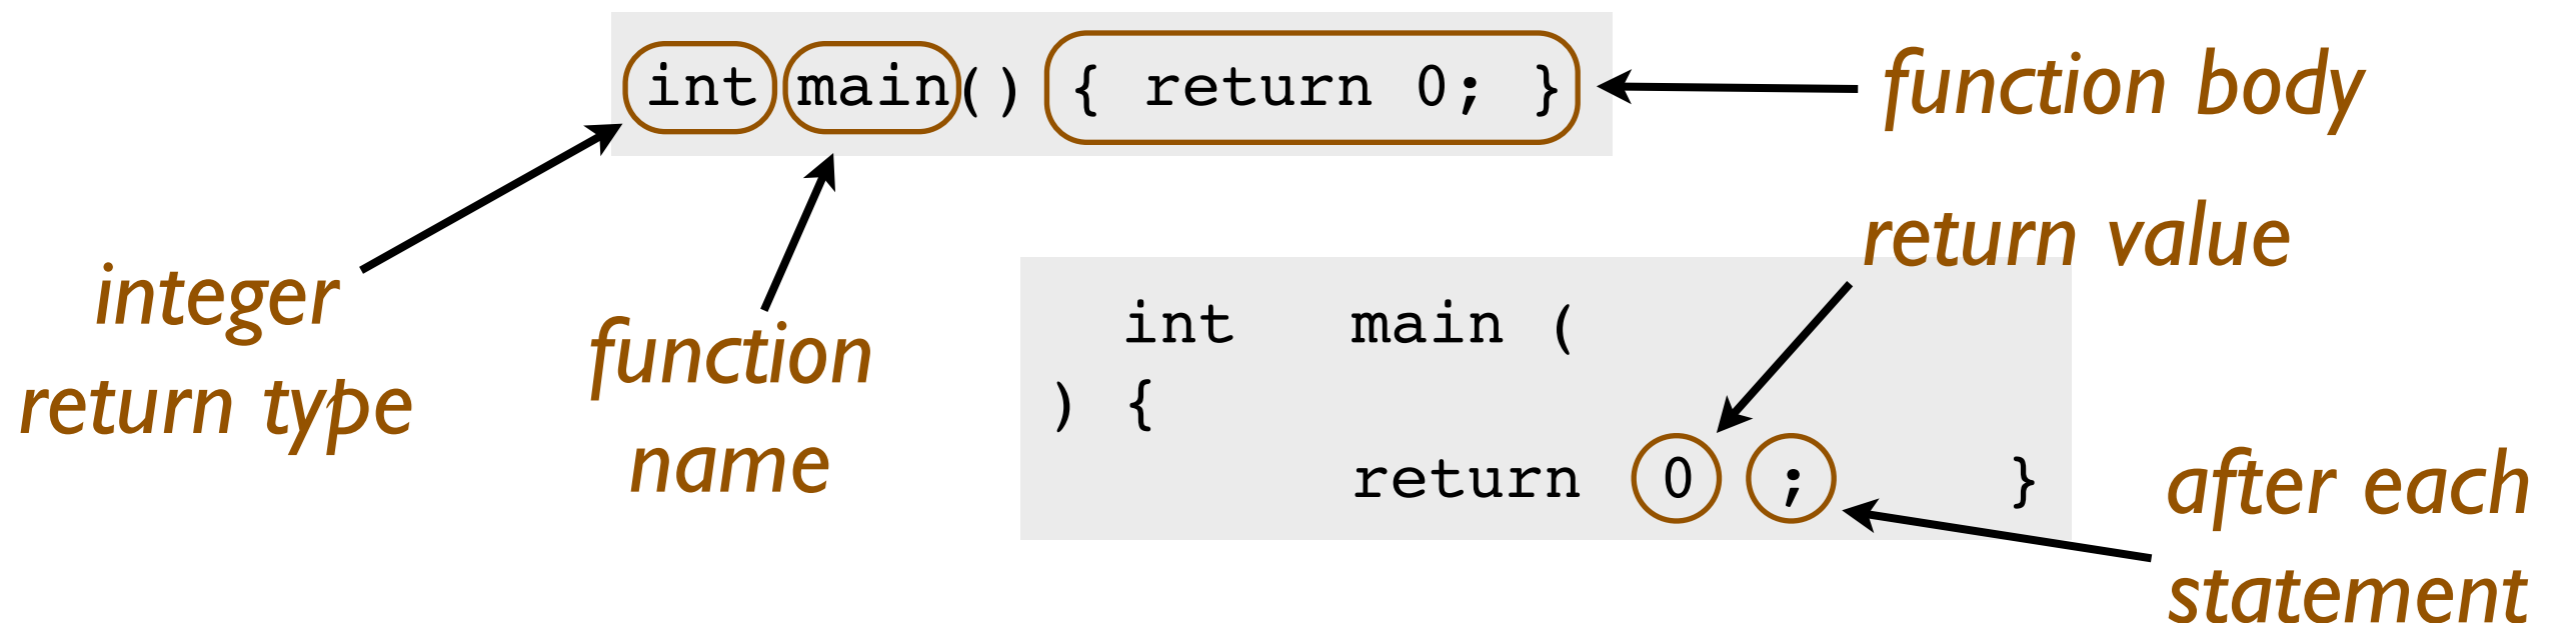 int main() { return 0; }
function body
return value
integer
return type
function
name
int main (
) {
return 0 ; }
after each
statement